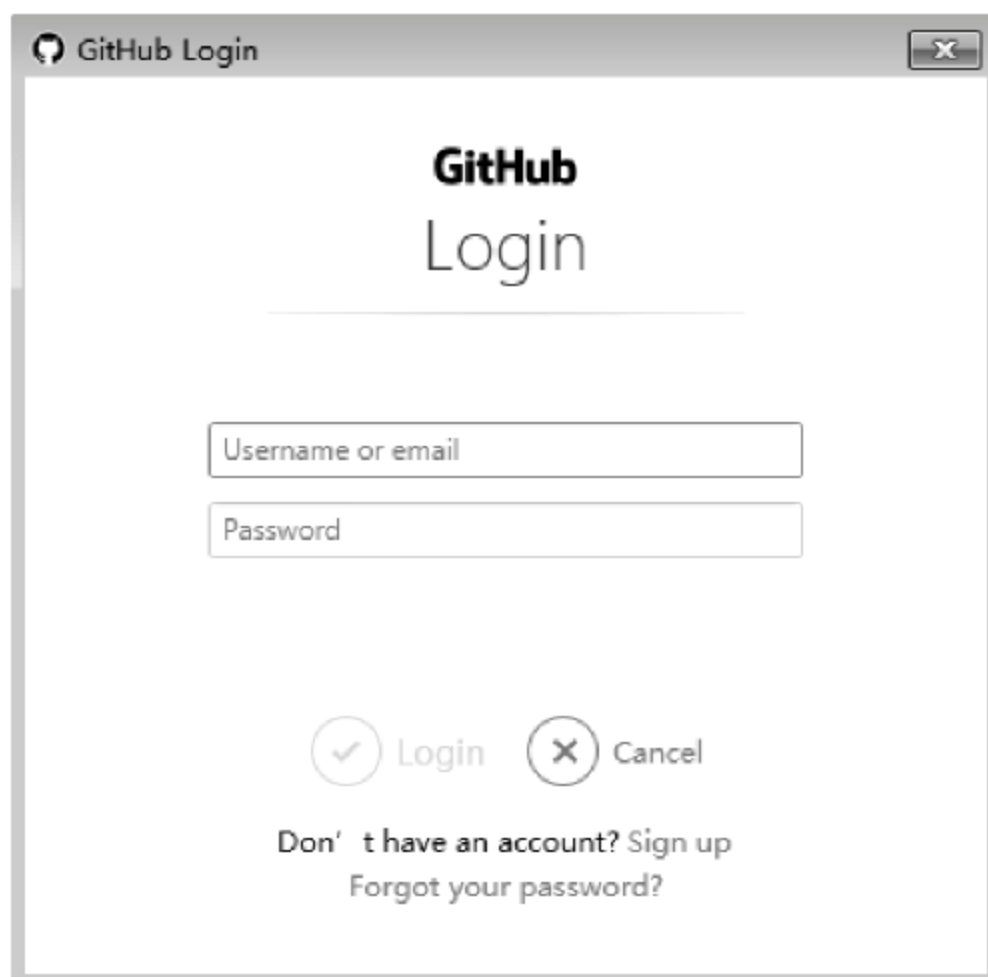 GitHub Login
GitHub
Login
Username or email
Password
Login Cancel
Don' t have an account? Sign up
Forgot your password?